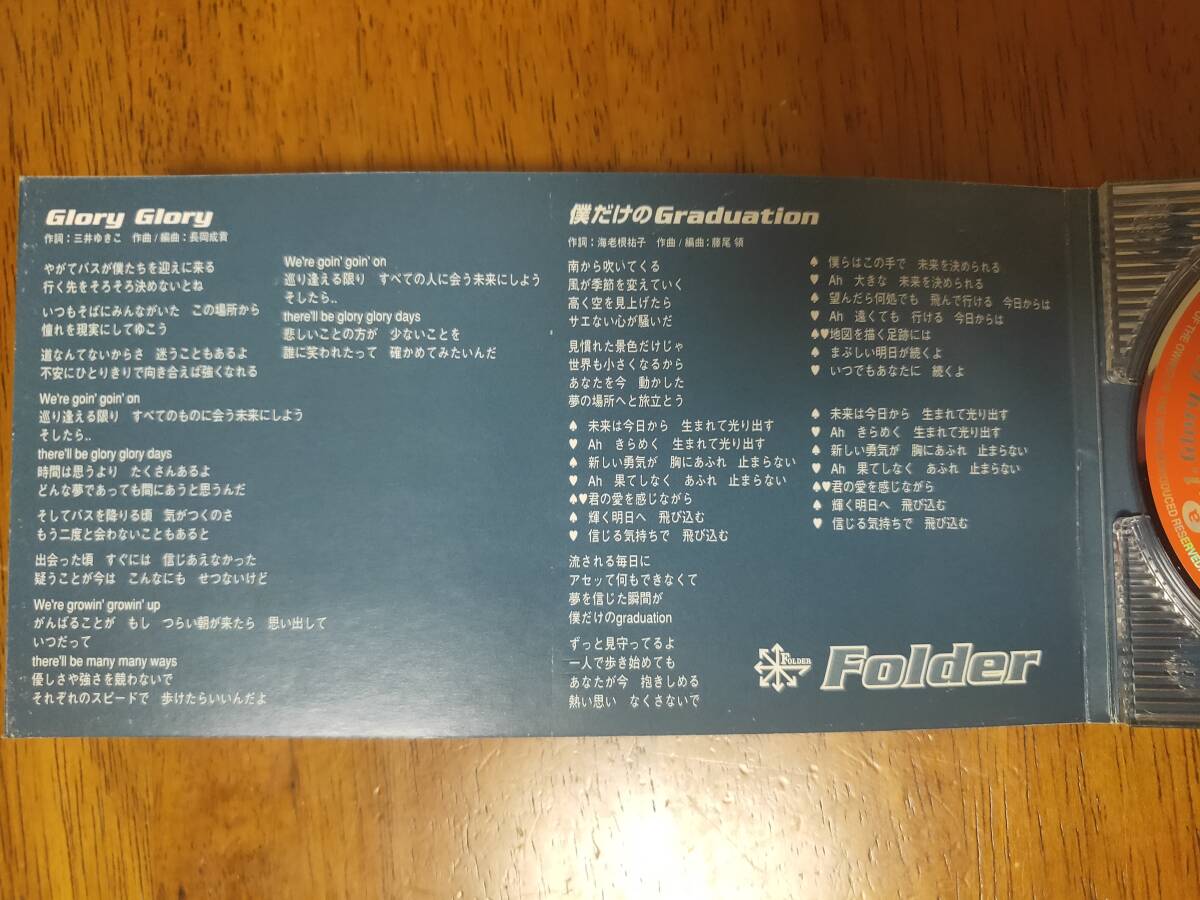 Glory Glory
作詞：三井ゆきこ　作曲／編曲：長岡成貢
やがてバスが僕たちを迎えに来る
行く先をそろそろ決めないとね
いつもそばにみんながいた　この場所から
憧れを現実にしてゆこう
道なんてないからさ　迷うこともあるよ
不安にひとりきりで向き合えば強くなれる
We're goin' goin' on
巡り逢える限り　すべてのものに会う未来にしよう
そしたら..
there'll be glory glory days
時間は思うより　たくさんあるよ
どんな夢であっても間にあうと思うんだ
そしてバスを降りる頃　気がつくのさ
もう二度と会わないこともあると
出会った頃　すぐには　信じあえなかった
疑うことが今は　こんなにも　せつないけど
We're growin' growin' up
がんばることが　もし　つらい朝が来たら　思い出して
いつだって
there'll be many many ways
優しさや強さを競わないで
それぞれのスピードで　歩けたらいいんだよ
We're goin' goin' on
巡り逢える限り　すべての人に会う未来にしよう
そしたら..
there'll be glory glory days
悲しいことの方が　少ないことを
誰に笑われたって　確かめてみたいんだ
僕だけのGraduation
作詞：海老根祐子　作曲／編曲：藤尾 領
南から吹いてくる
風が季節を変えていく
高く空を見上げたら
サエない心が騒いだ
見慣れた景色だけじゃ
世界も小さくなるから
あなたを今　動かした
夢の場所へと旅立とう
♠　未来は今日から　生まれて光り出す
♥　Ah　きらめく　生まれて光り出す
♠　新しい勇気が　胸にあふれ　止まらない
♥　Ah　果てしなく　あふれ　止まらない
♠♥君の愛を感じながら
♠　輝く明日へ　飛び込む
♥　信じる気持ちで　飛び込む
流される毎日に
アセッて何もできなくて
夢を信じた瞬間が
僕だけのgraduation
ずっと見守ってるよ
一人で歩き始めても
あなたが今　抱きしめる
熱い思い　なくさないで
♠　僕らはこの手で　未来を決められる
♥　Ah　大きな　未来を決められる
♠　望んだら何処でも　飛んで行ける　今日からは
♥　Ah　遠くても　行ける　今日からは
♠♥地図を描く足跡には
♠　まぶしい明日が続くよ
♥　いつでもあなたに　続くよ
♠　未来は今日から　生まれて光り出す
♥　Ah　きらめく　生まれて光り出す
♠　新しい勇気が　胸にあふれ　止まらない
♥　Ah　果てしなく　あふれ　止まらない
♠♥君の愛を感じながら
♠　輝く明日へ　飛び込む
♥　信じる気持ちで　飛び込む
FOLDER
Folder